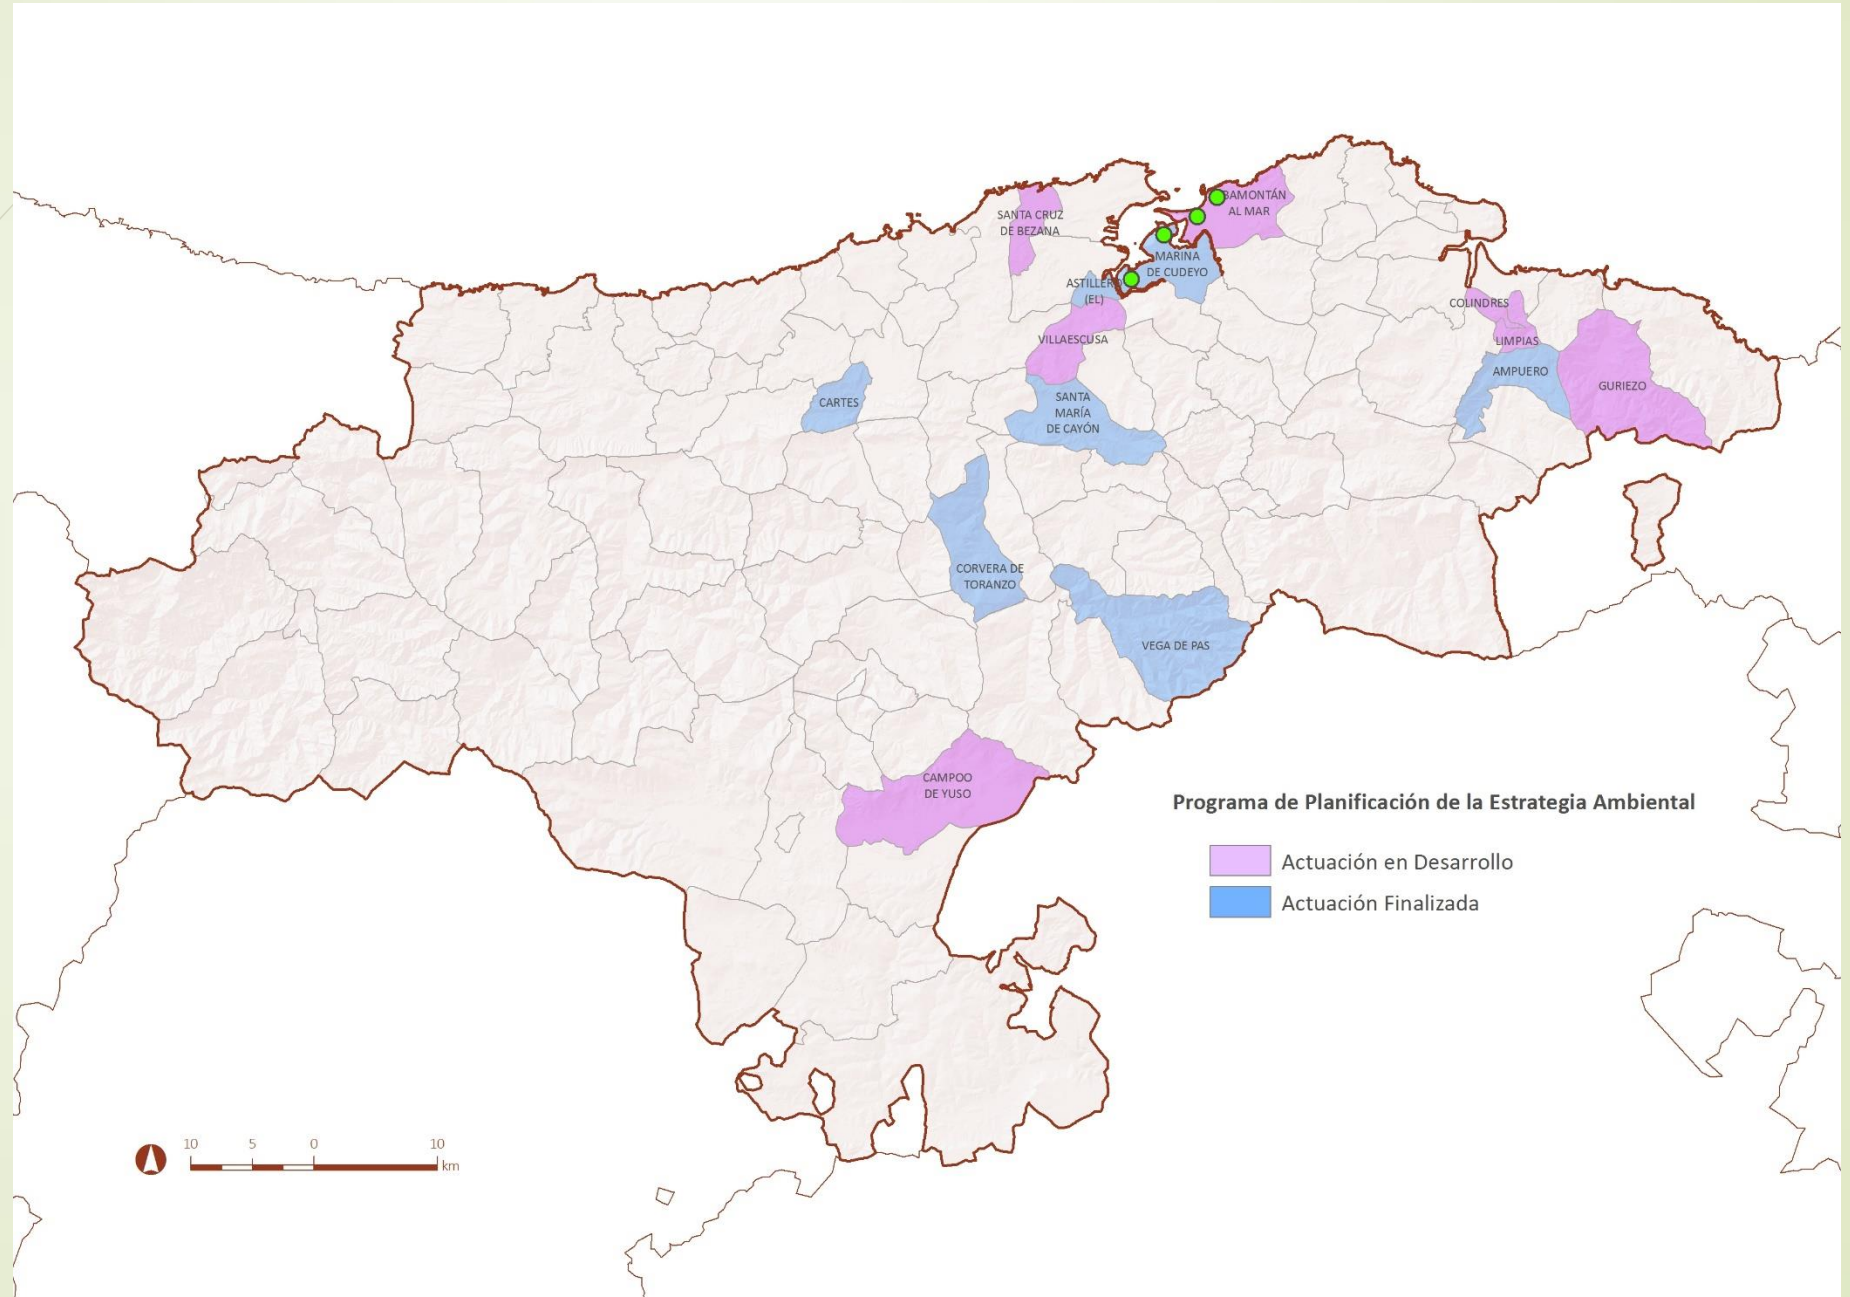 BAMONTÁN
AL MAR
SANTA CRUZ
DE BEZANA
MARINA
DE CUDEYO
ASTILLERO
(EL)
COLINDRES
VILLAESCUSA
LIMPIAS
AMPUERO
GURIEZO
CARTES
SANTA
MARÍA
DE CAYÓN
CORVERA DE
TORANZO
VEGA DE PAS
CAMPOO
DE YUSO
Programa de Planificación de la Estrategia Ambiental
Actuación en Desarrollo
Actuación Finalizada
10 5 0 10
km